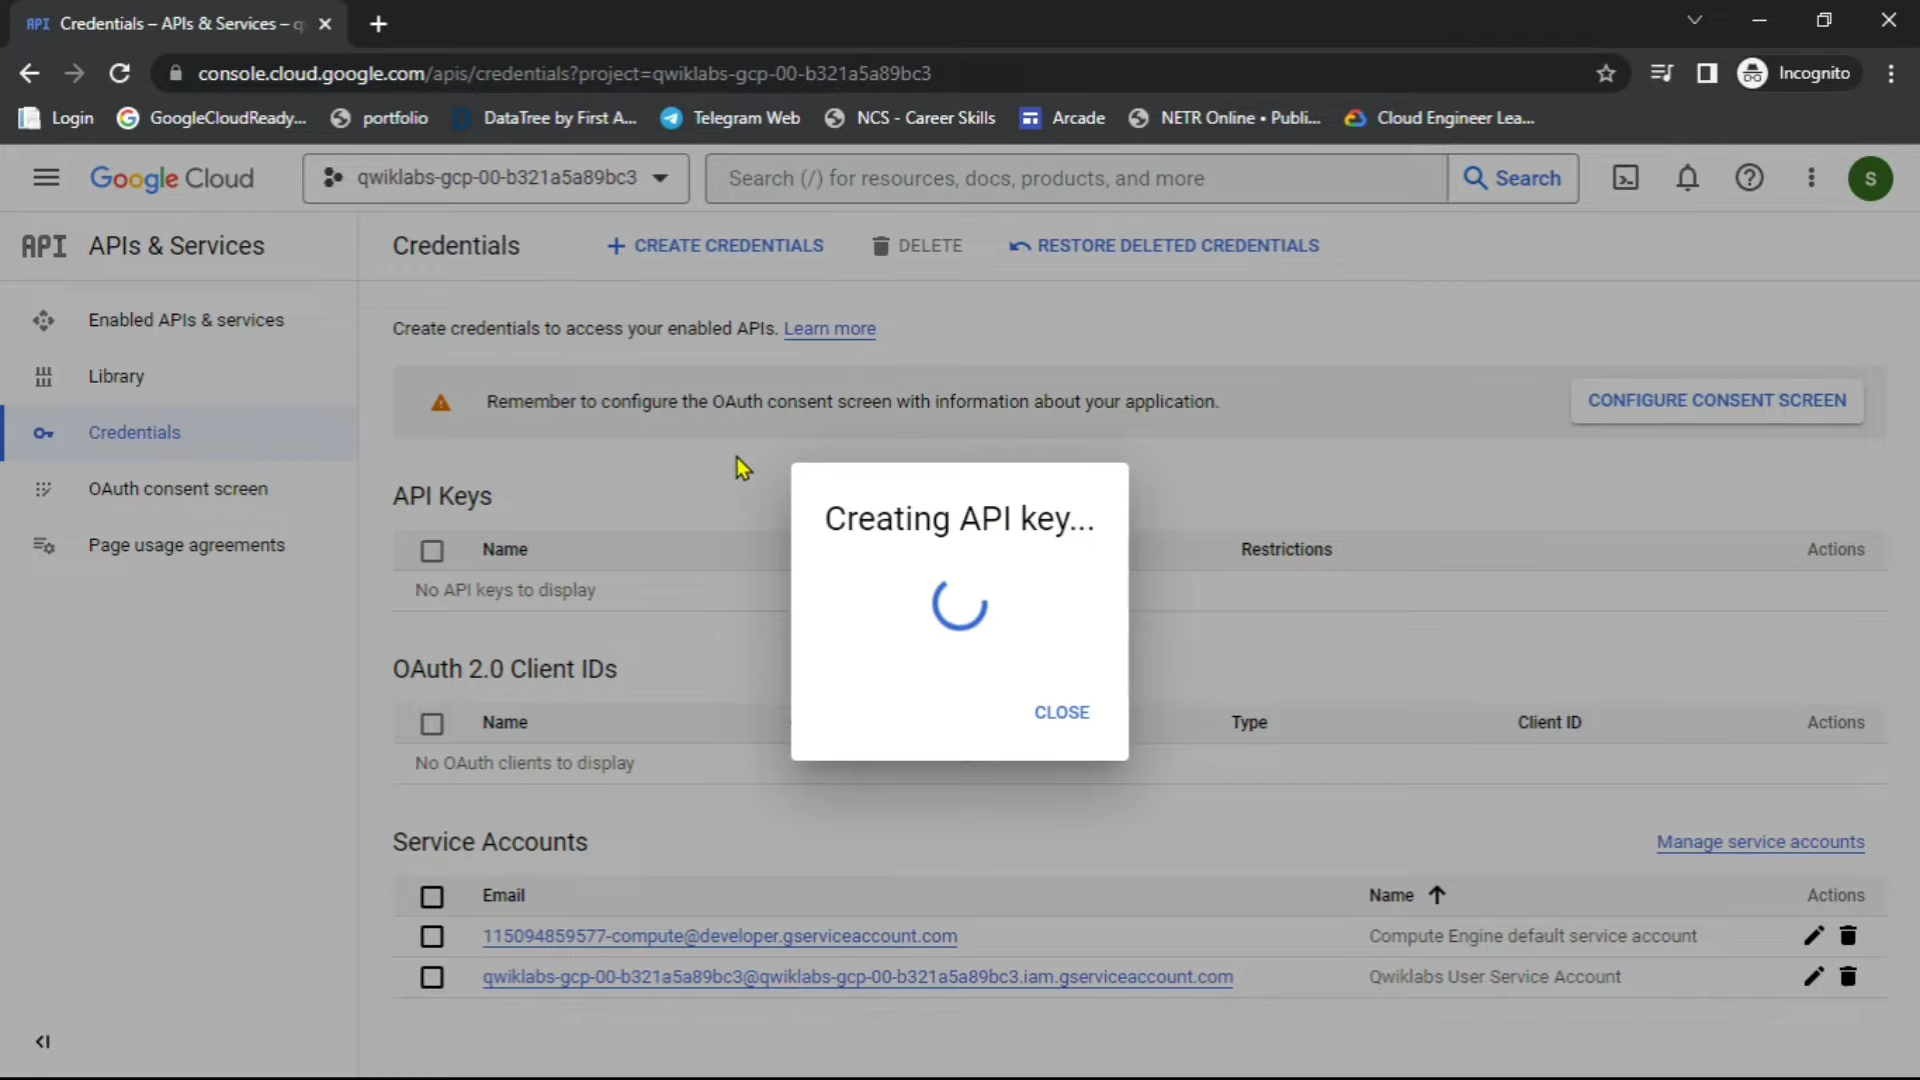 API Credentials – APIs & Services – q
console.cloud.google.com/apis/credentials?project=qwiklabs-gcp-00-b321a5a89bc3
Incognito
Login
GoogleCloudReady...
portfolio
DataTree by First A...
Telegram Web
NCS - Career Skills
Arcade
NETR Online • Publi...
Cloud Engineer Lea...
Google Cloud
qwiklabs-gcp-00-b321a5a89bc3
Search (/) for resources, docs, products, and more
Search
S
API APIs & Services
Credentials
CREATE CREDENTIALS
DELETE
RESTORE DELETED CREDENTIALS
Enabled APIs & services
Library
Credentials
OAuth consent screen
Page usage agreements
Create credentials to access your enabled APIs. Learn more
Remember to configure the OAuth consent screen with information about your application.
CONFIGURE CONSENT SCREEN
API Keys
Name
Restrictions
Actions
No API keys to display
Creating API key...
CLOSE
OAuth 2.0 Client IDs
Name
Type
Client ID
Actions
No OAuth clients to display
Service Accounts
Manage service accounts
Email
Name
Actions
115094859577-compute@developer.gserviceaccount.com
Compute Engine default service account
qwiklabs-gcp-00-b321a5a89bc3@qwiklabs-gcp-00-b321a5a89bc3.iam.gserviceaccount.com
Qwiklabs User Service Account